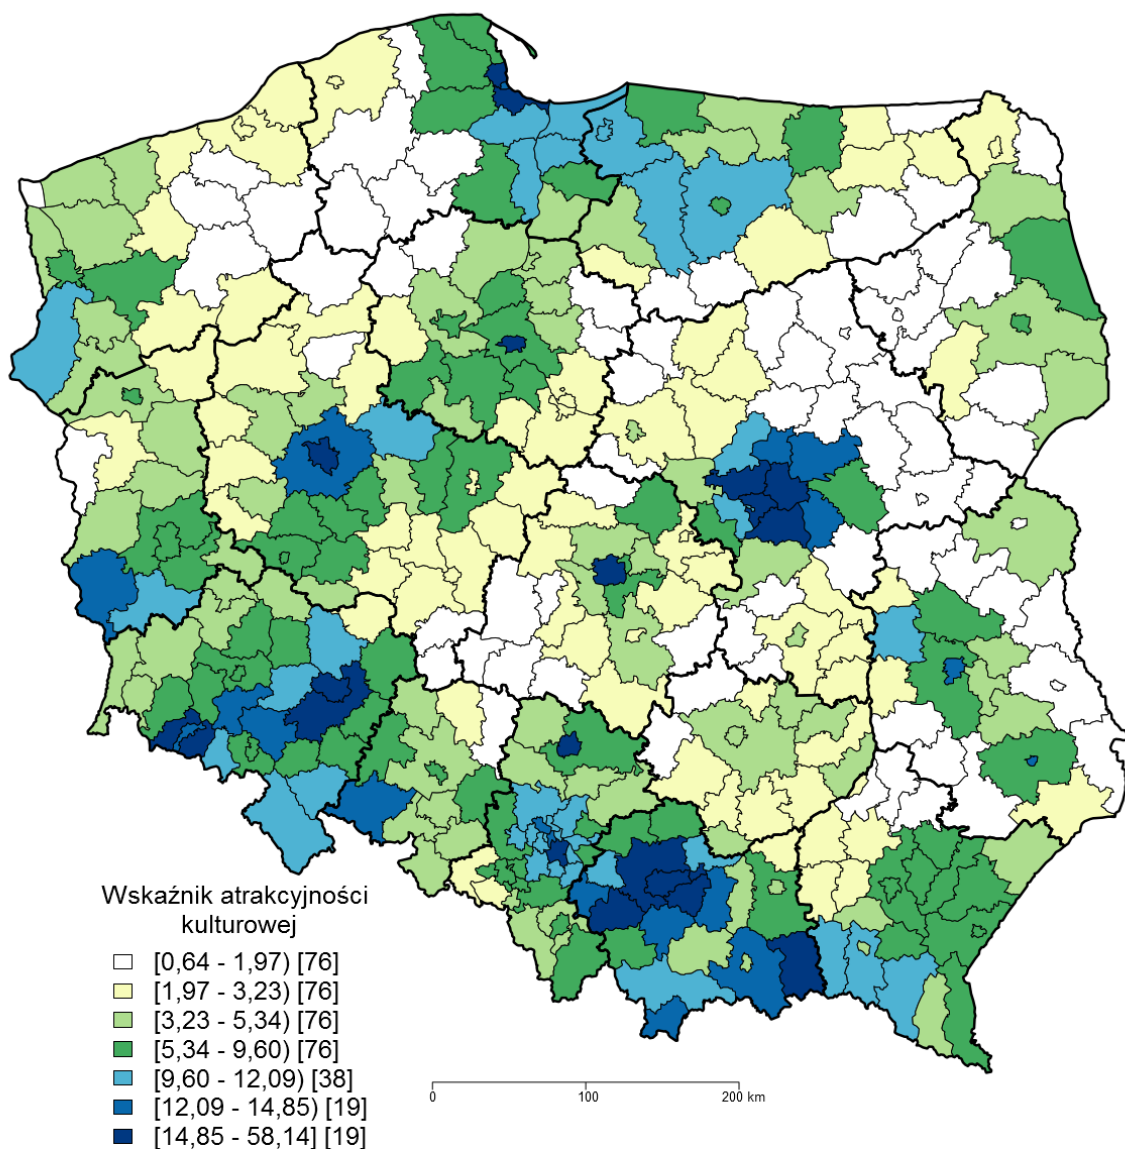 Wskaźnik atrakcyjności
kulturowej
[0,64 - 1,97) [76]
[1,97 - 3,23) [76]
[3,23 - 5,34) [76]
[5,34 - 9,60) [76]
[9,60 - 12,09) [38]
[12,09 - 14,85) [19]
[14,85 - 58,14] [19]
0 100 200 km